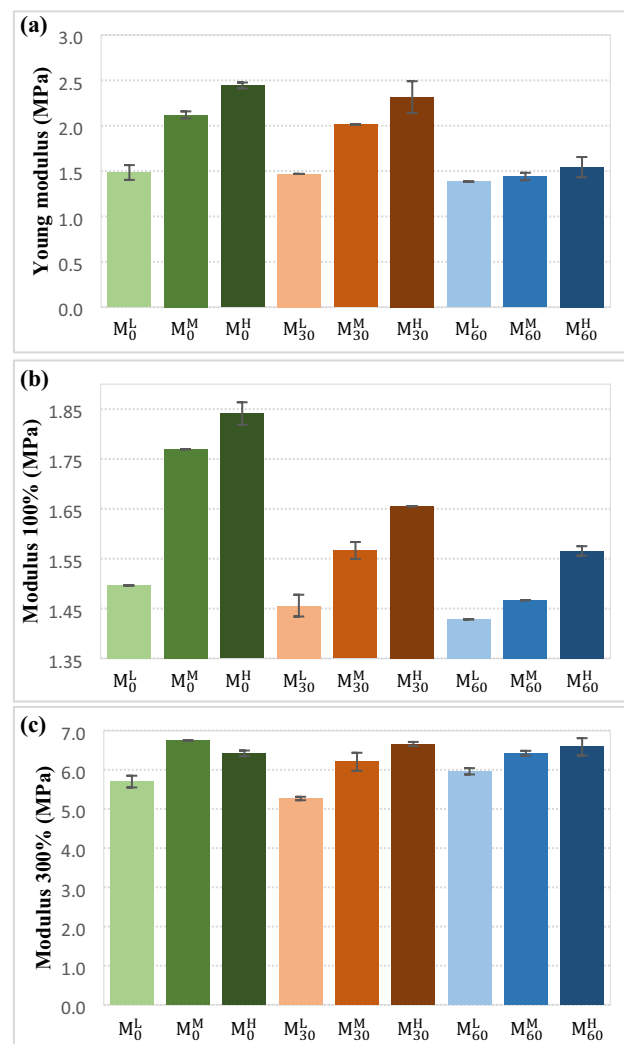 (a)
Young modulus (MPa)
3.0
2.5
2.0
1.5
1.0
0.5
0.0
M₀ᴸ M₀ᴹ M₀ᴴ M₃₀ᴸ M₃₀ᴹ M₃₀ᴴ M₆₀ᴸ M₆₀ᴹ M₆₀ᴴ
(b)
Modulus 100% (MPa)
1.85
1.75
1.65
1.55
1.45
1.35
M₀ᴸ M₀ᴹ M₀ᴴ M₃₀ᴸ M₃₀ᴹ M₃₀ᴴ M₆₀ᴸ M₆₀ᴹ M₆₀ᴴ
(c)
Modulus 300% (MPa)
7.0
6.0
5.0
4.0
3.0
2.0
1.0
0.0
M₀ᴸ M₀ᴹ M₀ᴴ M₃₀ᴸ M₃₀ᴹ M₃₀ᴴ M₆₀ᴸ M₆₀ᴹ M₆₀ᴴ